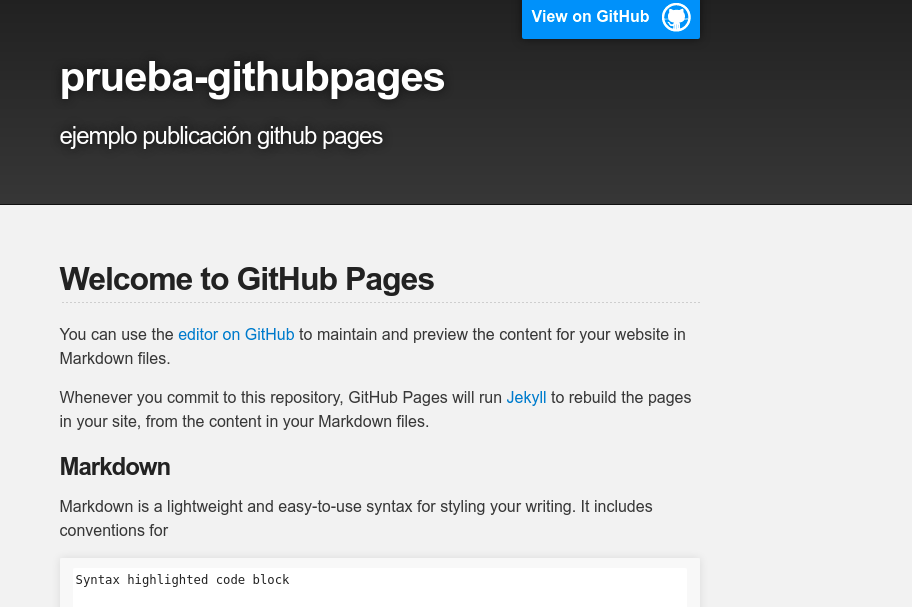 View on GitHub
prueba-githubpages
ejemplo publicación github pages
Welcome to GitHub Pages
You can use the editor on GitHub to maintain and preview the content for your website in
Markdown files.
Whenever you commit to this repository, GitHub Pages will run Jekyll to rebuild the pages
in your site, from the content in your Markdown files.
Markdown
Markdown is a lightweight and easy-to-use syntax for styling your writing. It includes
conventions for
Syntax highlighted code block